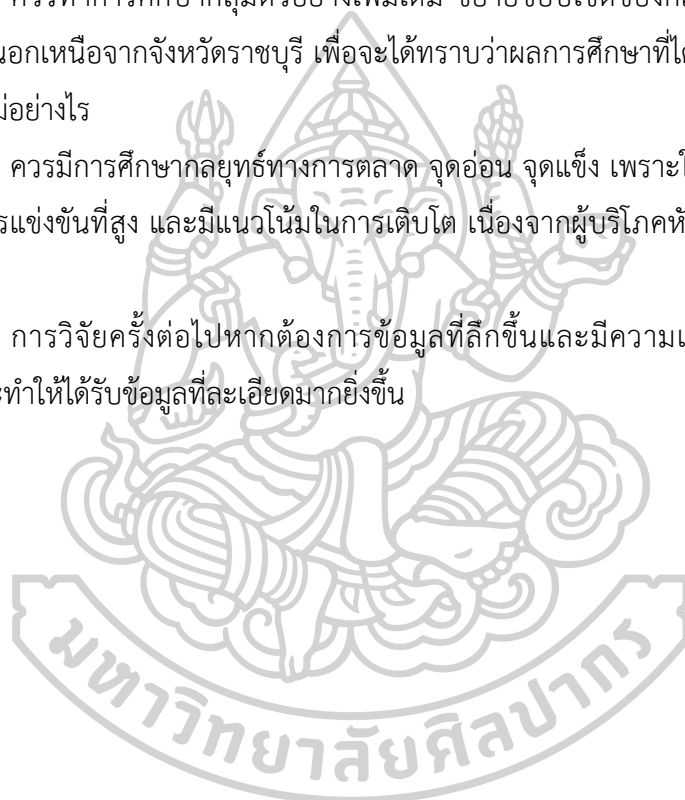 ควรทำการศึกษากลุ่มตัวอย่างเพิ่มเติม ขยายขอบเขตของ
นอกเหนือจากจังหวัดราชบุรี เพื่อจะได้ทราบว่าผลการศึกษาที่ได้
ม่อย่างไร
ควรมีการศึกษากลยุทธ์ทางการตลาด จุดอ่อน จุดแข็ง เพราะใ
รแข่งขันที่สูง และมีแนวโน้มในการเติบโต เนื่องจากผู้บริโภคหั
การวิจัยครั้งต่อไปหากต้องการข้อมูลที่ลึกขึ้นและมีความเ
ะทำให้ได้รับข้อมูลที่ละเอียดมากยิ่งขึ้น
มหาวิทยาลัยศิลปากร